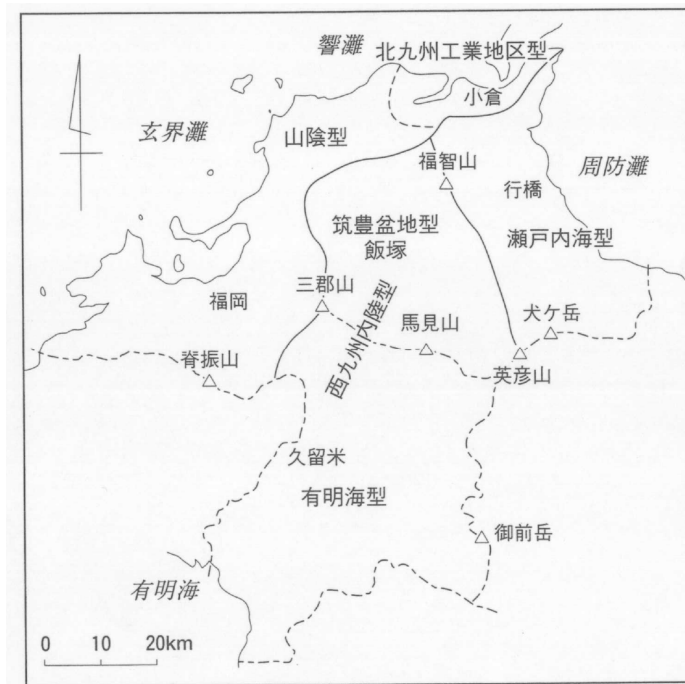 響灘
北九州工業地区型
小倉
玄界灘
山陰型
福智山
周防灘
行橋
筑豊盆地型
飯塚
瀬戸内海型
三郡山
福岡
西九州内陸型
馬見山
犬ケ岳
脊振山
英彦山
久留米
有明海型
御前岳
有明海
0 10 20km